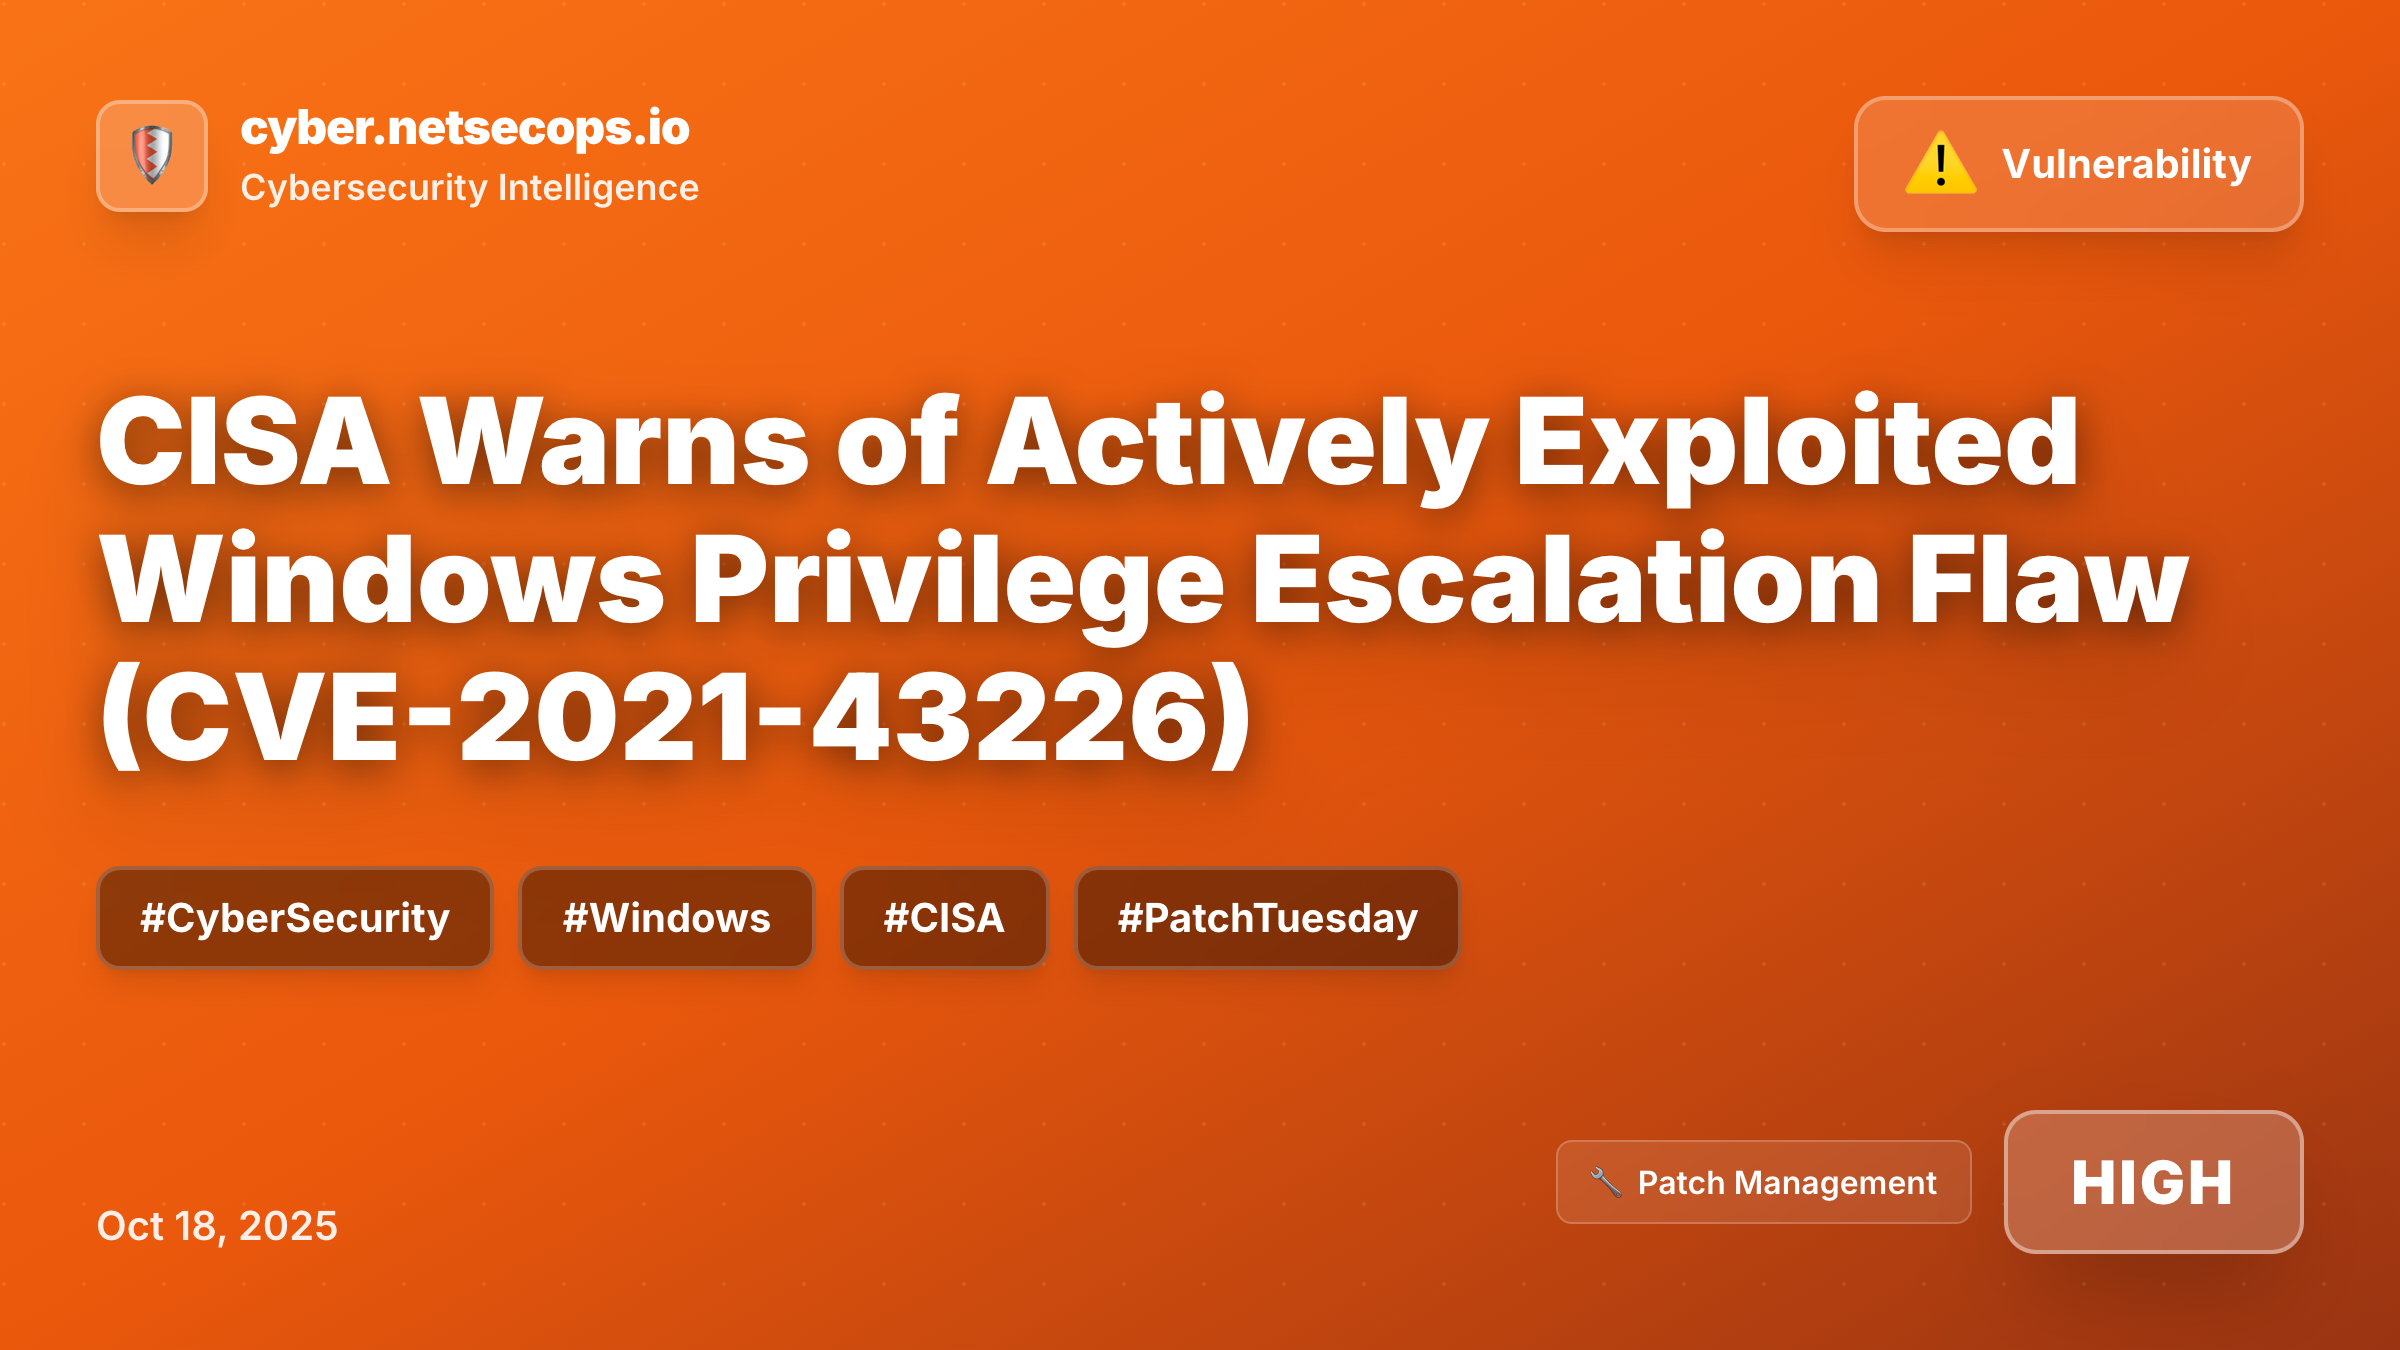 cyber.netsecops.io
Cybersecurity Intelligence
Vulnerability
CISA Warns of Actively Exploited
Windows Privilege Escalation Flaw
(CVE-2021-43226)
#CyberSecurity
#Windows
#CISA
#PatchTuesday
Oct 18, 2025
Patch Management
HIGH